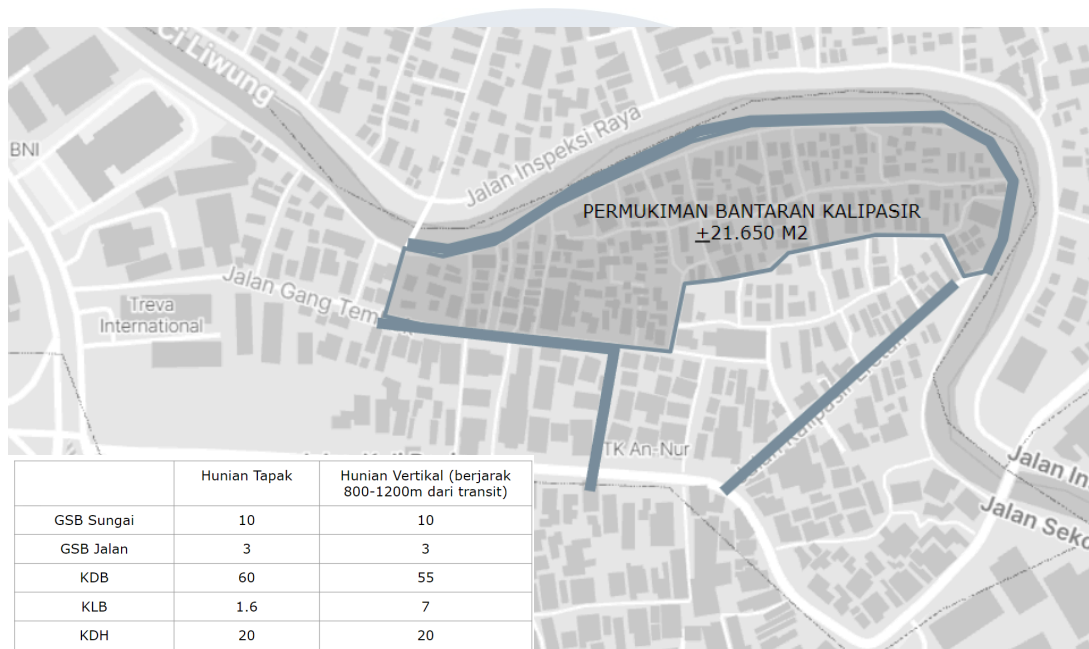 Ci Liwung
BNI
Jalan Inspeksi Raya
PERMUKIMAN BANTARAN KALIPASIR
+21.650 M2
Jalan Gang Tem
Treva
International
TK An-Nur
Jalan In
Jalan Seko
Hunian Tapak
Hunian Vertikal (berjarak
800-1200m dari transit)
GSB Sungai 10 10
GSB Jalan 3 3
KDB 60 55
KLB 1.6 7
KDH 20 20